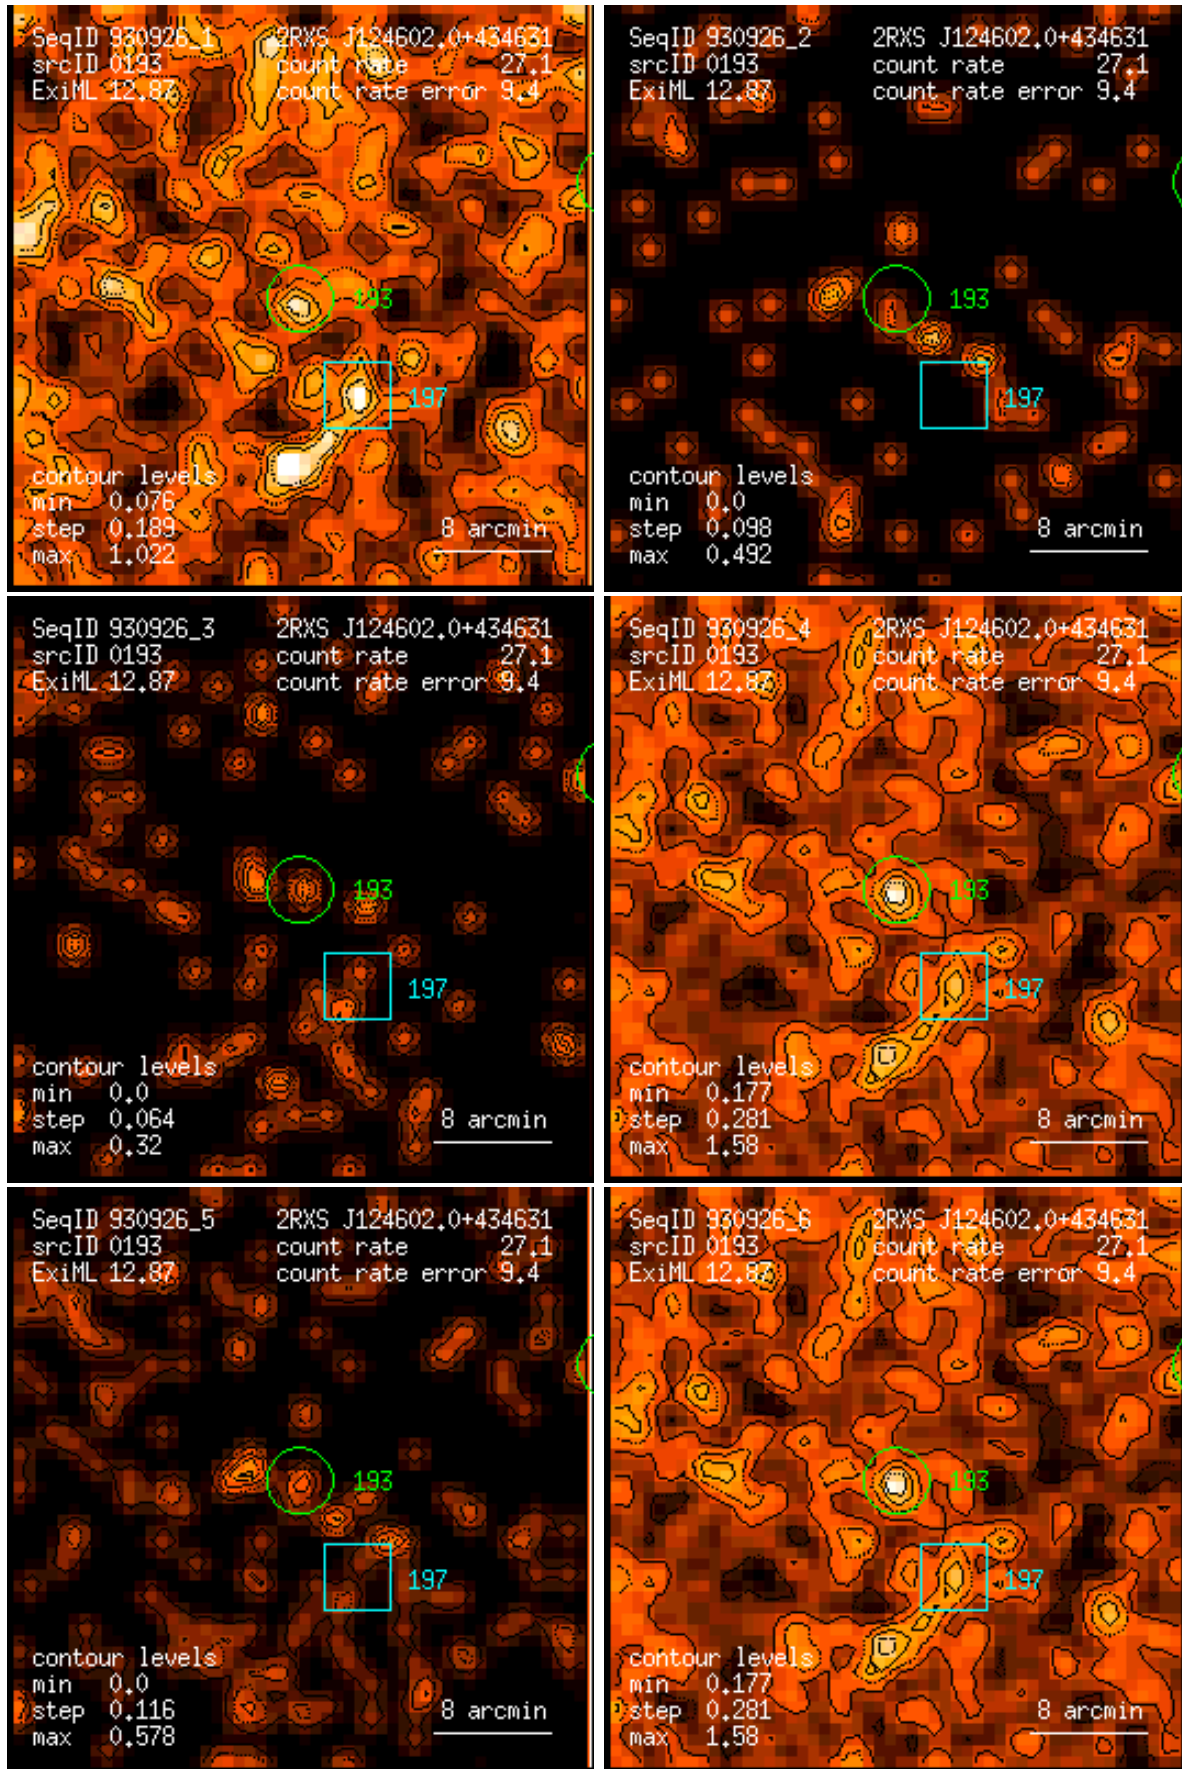 SeqID 930926_1 2RXS J124602.0+434631
srcID 0193 count rate 27.1
ExiML 12.87 count rate error 9.4
193
197
contour levels
min 0.076
step 0.189 8 arcmin
max 1.022
SeqID 930926_2 2RXS J124602.0+434631
srcID 0193 count rate 27.1
ExiML 12.87 count rate error 9.4
193
197
contour levels
min 0.0
step 0.098 8 arcmin
max 0.492
SeqID 930926_3 2RXS J124602.0+434631
srcID 0193 count rate 27.1
ExiML 12.87 count rate error 9.4
193
197
contour levels
min 0.0
step 0.064 8 arcmin
max 0.32
SeqID 930926_4 2RXS J124602.0+434631
srcID 0193 count rate 27.1
ExiML 12.87 count rate error 9.4
193
197
contour levels
min 0.177
step 0.281 8 arcmin
max 1.58
SeqID 930926_5 2RXS J124602.0+434631
srcID 0193 count rate 27.1
ExiML 12.87 count rate error 9.4
193
197
contour levels
min 0.0
step 0.116 8 arcmin
max 0.578
SeqID 930926_6 2RXS J124602.0+434631
srcID 0193 count rate 27.1
ExiML 12.87 count rate error 9.4
193
197
contour levels
min 0.177
step 0.281 8 arcmin
max 1.58